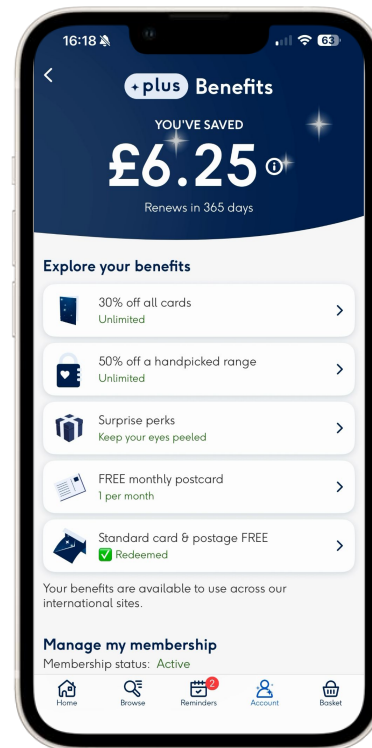 16:18
63
plus Benefits
YOU'VE SAVED
£6.25
Renews in 365 days
Explore your benefits
30% off all cards
Unlimited
50% off a handpicked range
Unlimited
Surprise perks
Keep your eyes peeled
FREE monthly postcard
1 per month
Standard card & postage FREE
✅ Redeemed
Your benefits are available to use across our
international sites.
Manage my membership
Membership status: Active
2
Home Browse Reminders Account Basket